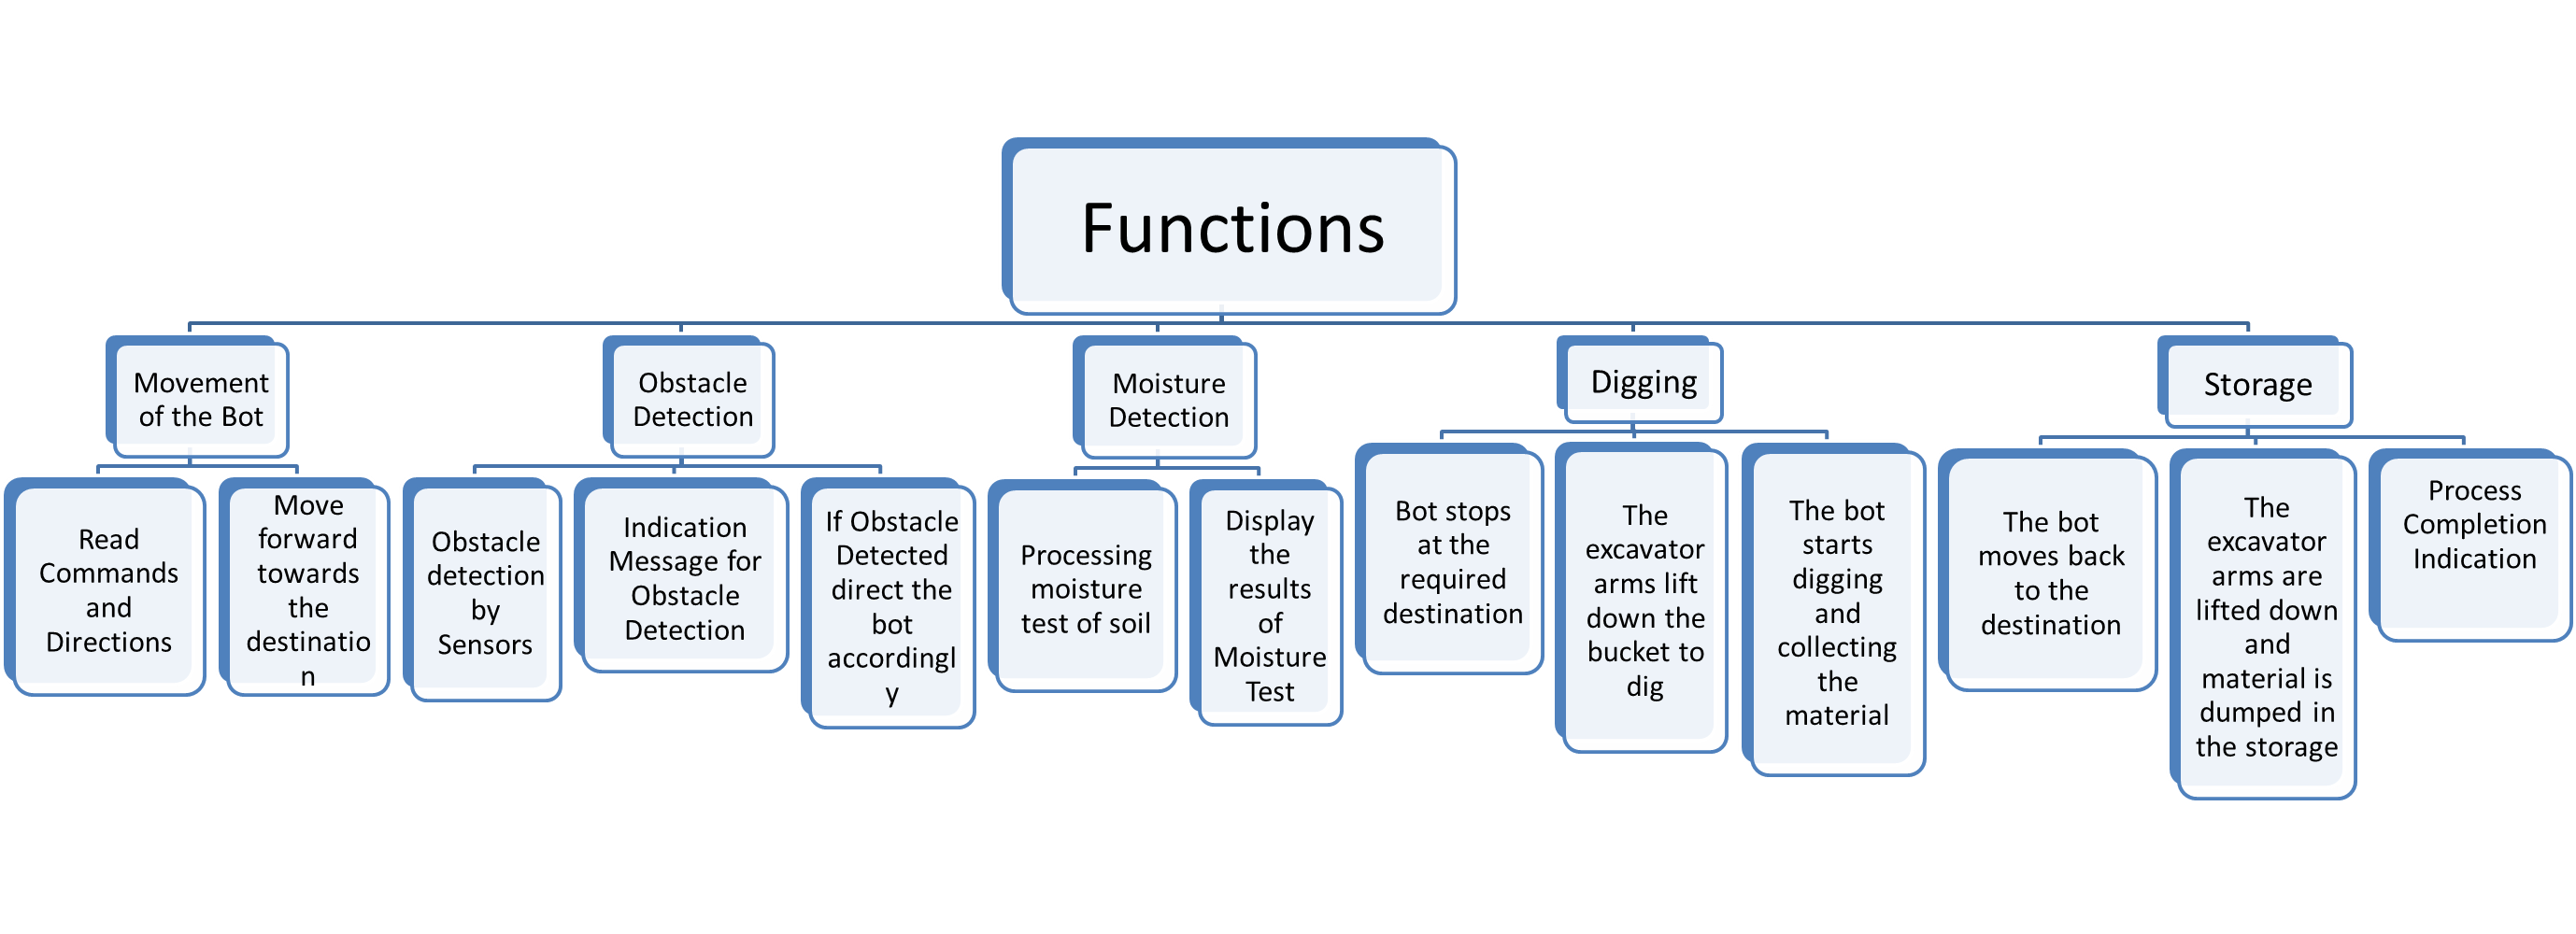 Functions
Movement
of the Bot
Read
Commands
and
Directions
Move
forward
towards
the
destinatio
n
Obstacle
Detection
Obstacle
detection
by
Sensors
Indication
Message for
Obstacle
Detection
If Obstacle
Detected
direct the
bot
accordingl
y
Moisture
Detection
Processing
moisture
test of soil
Display
the
results
of
Moisture
Test
Digging
Bot stops
at the
required
destination
The
excavator
arms lift
down the
bucket to
dig
The bot
starts
digging
and
collecting
the
material
Storage
The bot
moves back
to the
destination
The
excavator
arms are
lifted down
and
material is
dumped in
the storage
Process
Completion
Indication